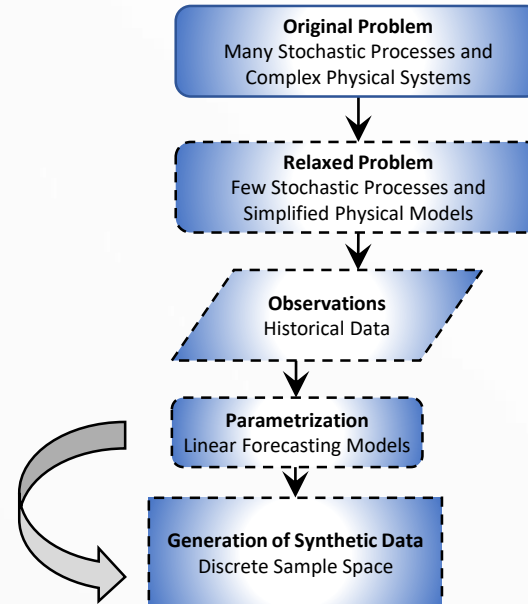 Original Problem
Many Stochastic Processes and
Complex Physical Systems
Relaxed Problem
Few Stochastic Processes and
Simplified Physical Models
Observations
Historical Data
Parametrization
Linear Forecasting Models
Generation of Synthetic Data
Discrete Sample Space